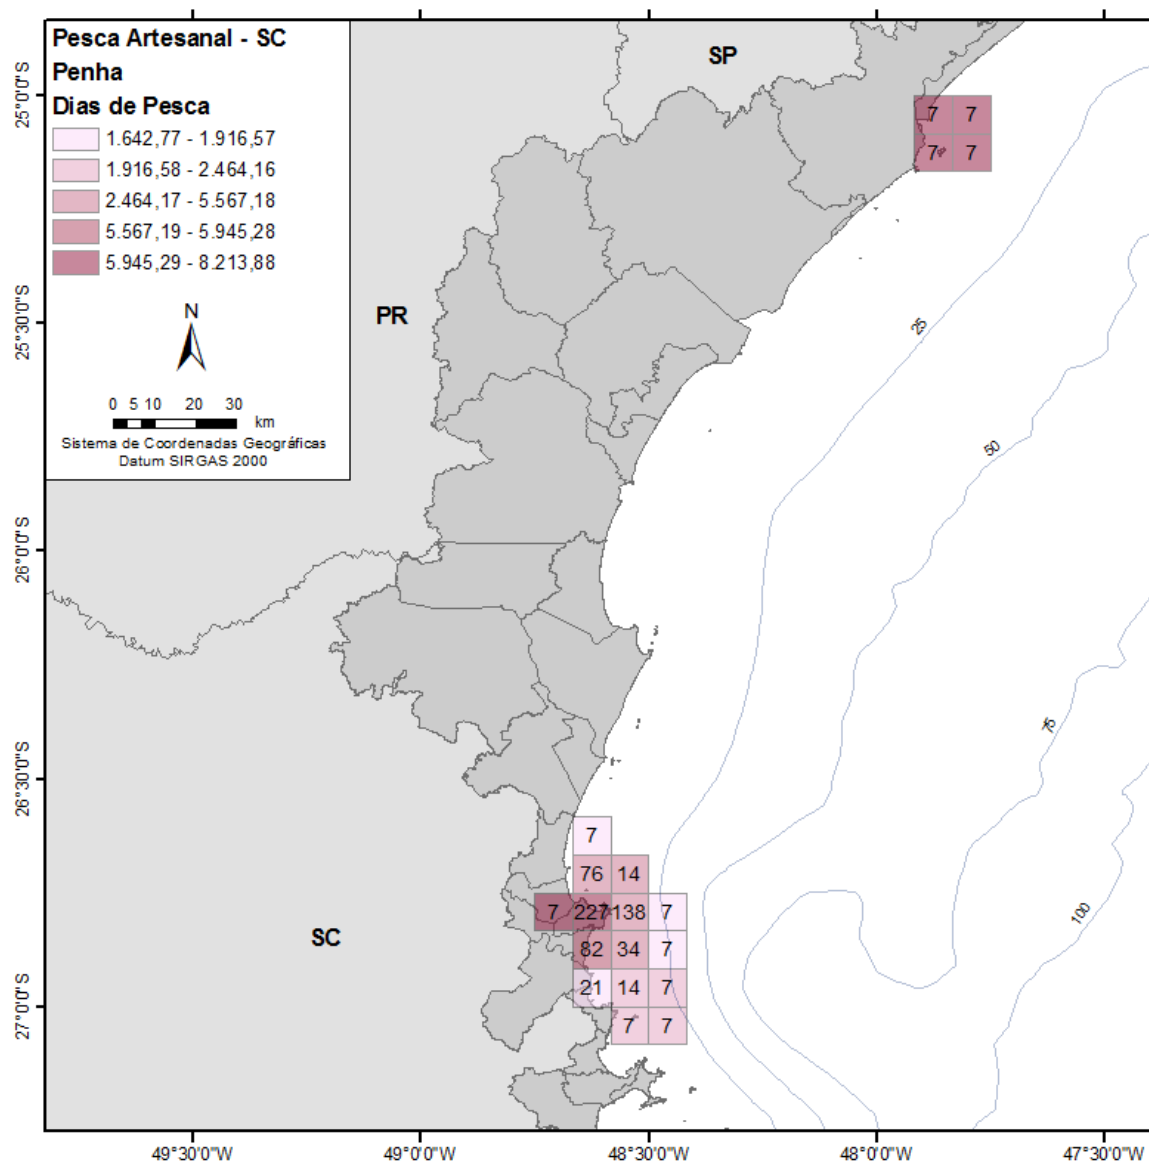 Pesca Artesanal - SC
Penha
Dias de Pesca
1.642,77 - 1.916,57
1.916,58 - 2.464,16
2.464,17 - 5.567,18
5.567,19 - 5.945,28
5.945,29 - 8.213,88
N
0 5 10 20 30
km
Sistema de Coordenadas Geográficas
Datum SIRGAS 2000
SP
PR
SC
7 7
7 7
25
50
75
100
7
76 14
7 227 138 7
82 34 7
21 14 7
7 7
25°0'0"S
25°30'0"S
26°0'0"S
26°30'0"S
27°0'0"S
49°30'0"W
49°0'0"W
48°30'0"W
48°0'0"W
47°30'0"W